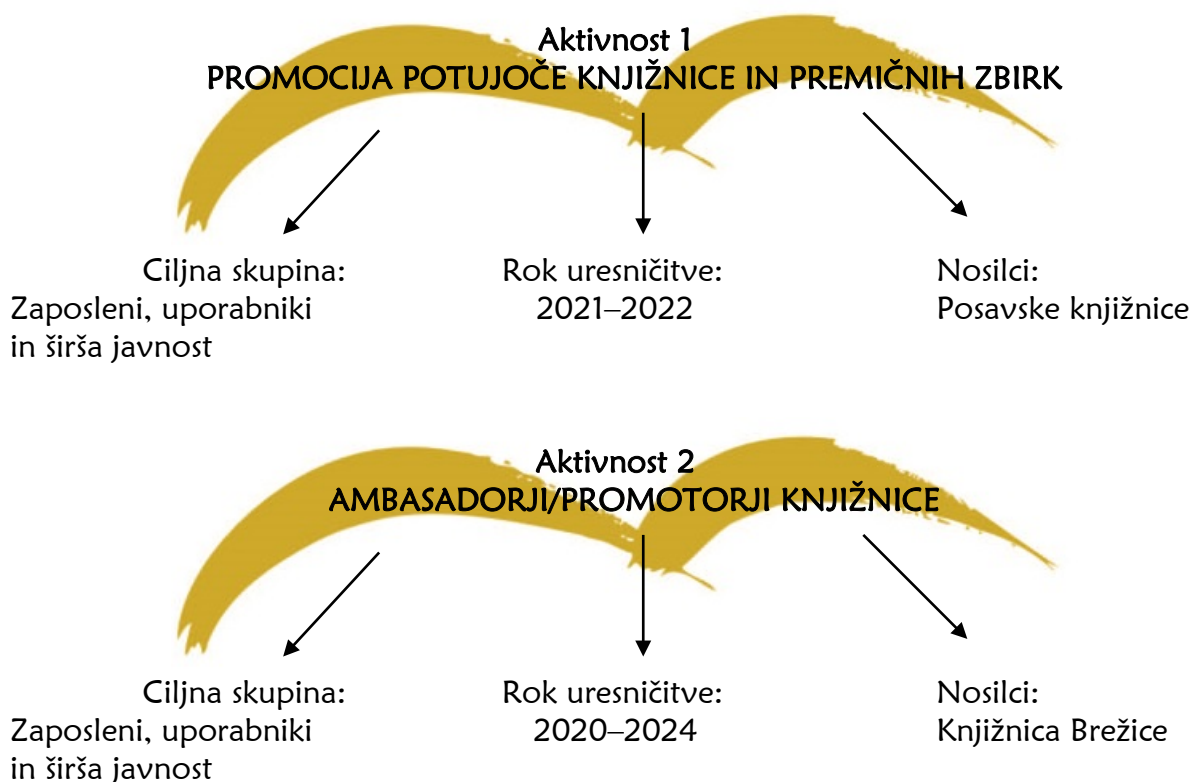 Aktivnost 1
PROMOCIJA POTUJOČE KNJIŽNICE IN PREMIČNIH ZBIRK
Ciljna skupina:
Zaposleni, uporabniki
in širša javnost
Rok uresničitve:
2021–2022
Nosilci:
Posavske knjižnice
Aktivnost 2
AMBASADORJI/PROMOTORJI KNJIŽNICE
Ciljna skupina:
Zaposleni, uporabniki
in širša javnost
Rok uresničitve:
2020–2024
Nosilci:
Knjižnica Brežice